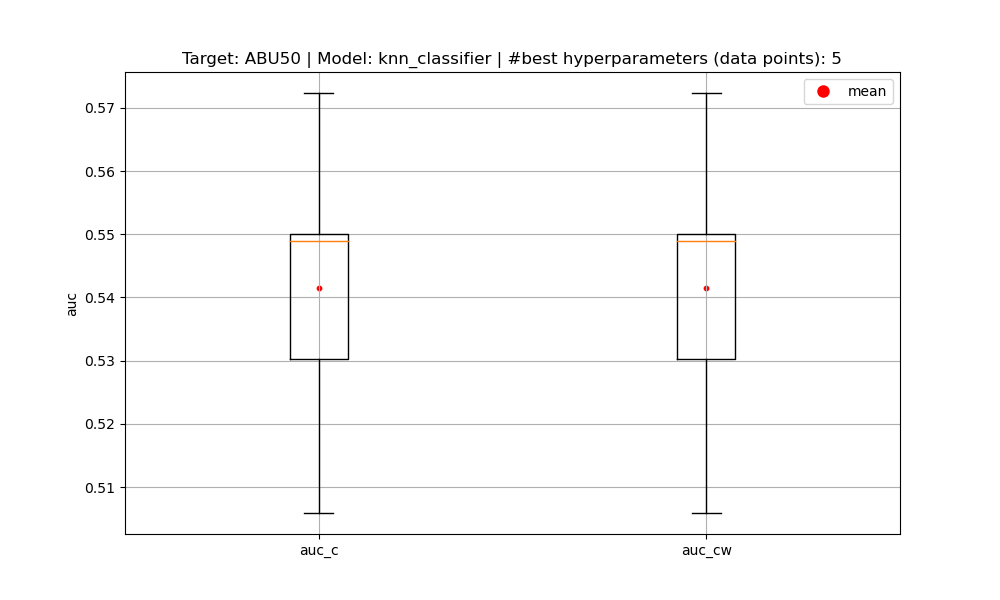 Target: ABU50 | Model: knn_classifier | #best hyperparameters (data points): 5
mean
0.57
0.56
0.55
0.54
0.53
0.52
0.51
auc
auc_c
auc_cw